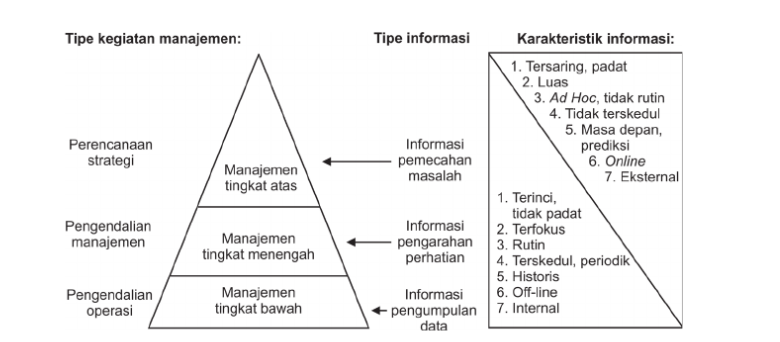 Tipe kegiatan manajemen:
Tipe informasi
Karakteristik informasi:
Perencanaan
strategi
Manajemen
tingkat atas
Informasi
pemecahan
masalah
Pengendalian
manajemen
Manajemen
tingkat menengah
Informasi
pengarahan
perhatian
Pengendalian
operasi
Manajemen
tingkat bawah
Informasi
pengumpulan
data
1. Tersaring, padat
2. Luas
3. Ad Hoc, tidak rutin
4. Tidak terskedul
5. Masa depan,
prediksi
6. Online
7. Eksternal
1. Terinci,
tidak padat
2. Terfokus
3. Rutin
4. Terskedul, periodik
5. Historis
6. Off-line
7. Internal